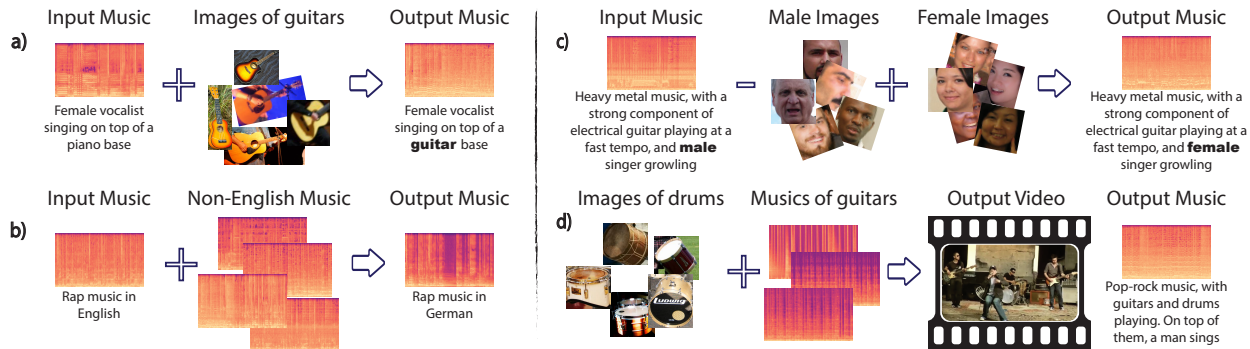 a)
Input Music
Images of guitars
Output Music
Female vocalist
singing on top of a
piano base
Female vocalist
singing on top of a
guitar base
b)
Input Music
Non-English Music
Output Music
Rap music in
English
Rap music in
German
c)
Input Music
Male Images
Female Images
Output Music
Heavy metal music, with a
strong component of
electrical guitar playing at a
fast tempo, and male
singer growling
Heavy metal music, with a
strong component of
electrical guitar playing at a
fast tempo, and female
singer growling
d)
Images of drums
Musics of guitars
Output Video
Output Music
Ludwig
Pop-rock music, with
guitars and drums
playing. On top of
them, a man sings